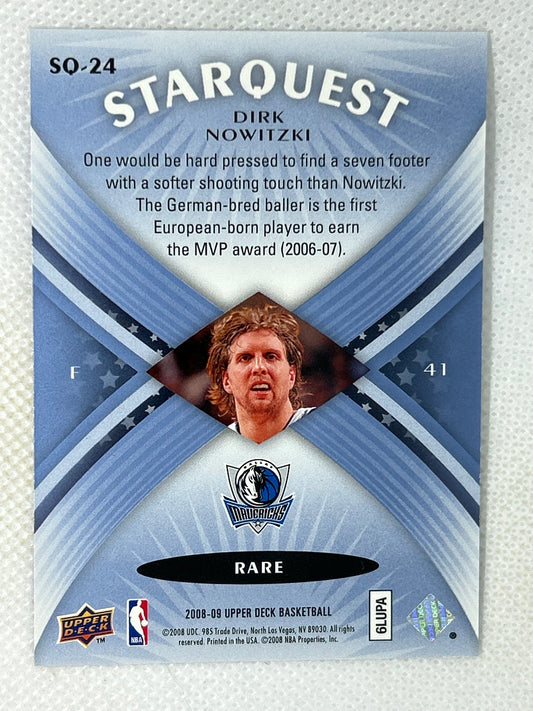 SQ-24
STARQUEST
DIRK
NOWITZKI
One would be hard pressed to find a seven footer
with a softer shooting touch than Nowitzki.
The German-bred baller is the first
European-born player to earn
the MVP award (2006-07).
F
41
MAVERICKS
RARE
2008-09 UPPER DECK BASKETBALL
©2008 UDC. 985 Trade Drive, North Las Vegas, NV 89030. All rights
reserved. Printed in the USA. ©2008 NBA Properties, Inc.
UPPER
DECK
TM
NBA
6LUPA
UPPER DECK
®